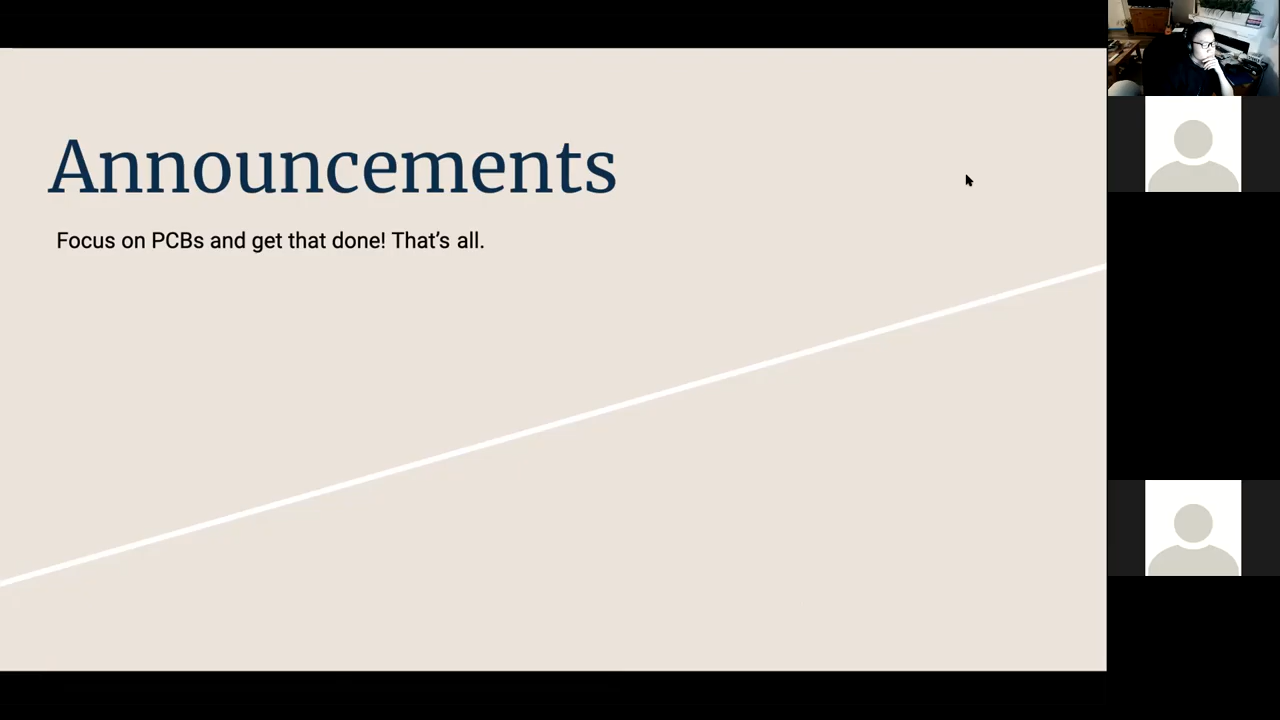 Announcements
Focus on PCBs and get that done! That’s all.